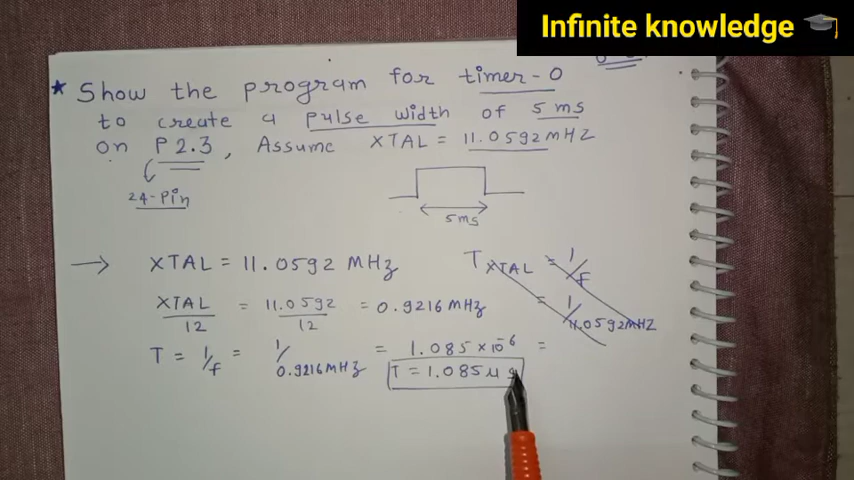 Infinite knowledge 🎓
* Show the program for timer-0
to create a pulse width of 5 ms
on P2.3, Assume XTAL = 11.0592 mHZ
24-Pin
5ms
→ XTAL = 11.0592 MHz
XTAL/12 = 11.0592/12 = 0.9216 MHz
T = 1/f = 1/0.9216 MHz = 1.085 × 10⁻⁶ =
T = 1.085 μ s
T XTAL = 1/f
= 1/11.0592 MHZ